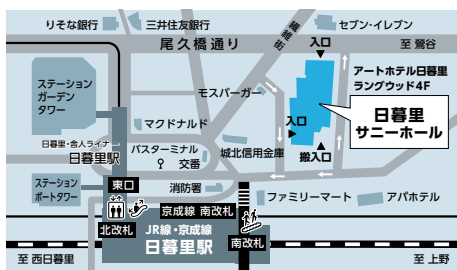 りそな銀行
三井住友銀行
セブン-イレブン
尾久橋通り
繊維街
入口
至 鶯谷
ステーション
ガーデン
タワー
モスバーガー
アートホテル日暮里
ラングウッド4F
日暮里
サニーホール
マクドナルド
入口
日暮里・舎人ライナー
日暮里駅
バスターミナル
交番
城北信用金庫
搬入口
ステーション
ポートタワー
東口
消防署
ファミリーマート
アパホテル
京成線 南改札
北改札
JR線・京成線
日暮里駅
南改札
至 西日暮里
至 上野